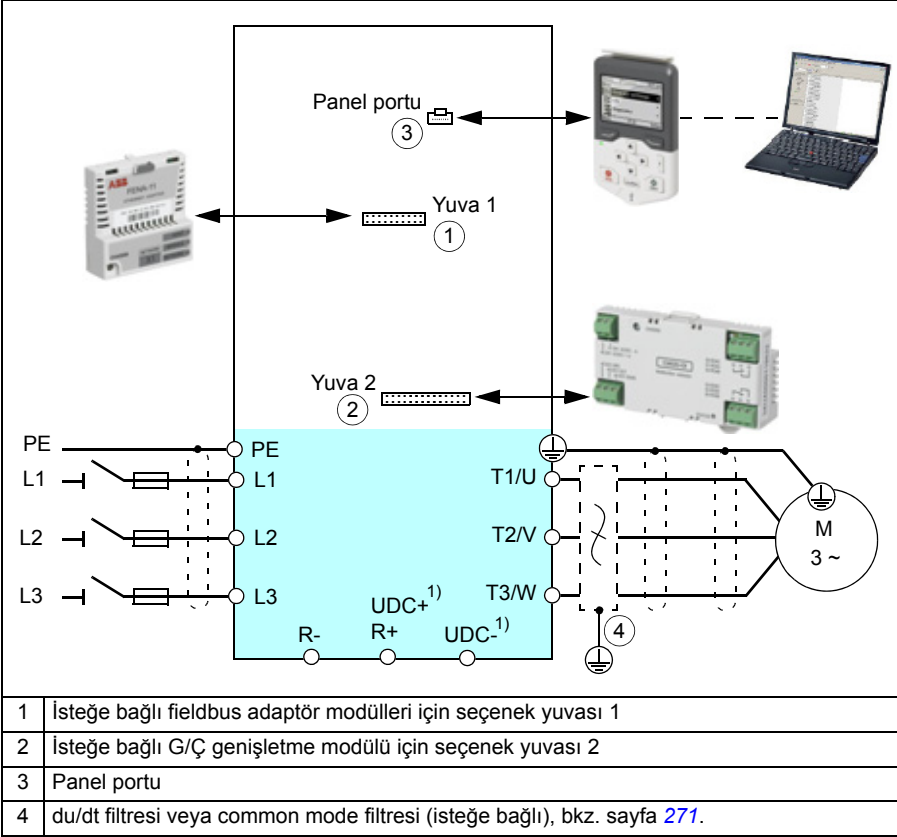 Panel portu
3
ABB
FENA-11
Yuva 1
1
Yuva 2
2
PE
PE
L1
L1
T1/U
L2
L2
T2/V
M
3 ~
L3
L3
T3/W
UDC+1)
R-
R+
UDC-1)
4
1 İsteğe bağlı fieldbus adaptör modülleri için seçenek yuvası 1
2 İsteğe bağlı G/Ç genişletme modülü için seçenek yuvası 2
3 Panel portu
4 du/dt filtresi veya common mode filtresi (isteğe bağlı), bkz. sayfa 271.